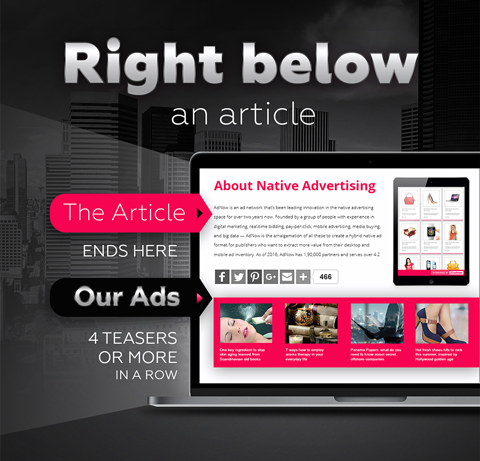 Right below
an article
The Article
ENDS HERE
Our Ads
4 TEASERS
OR MORE
IN A ROW
About Native Advertising
AdNow is an ad network that's been leading innovation in the native advertising
space for over two years now. Founded by a group of people with experience in
digital marketing, real-time bidding, pay-per-click, mobile advertising, media buying,
and big data — AdNow is the amalgamation of all these to create a hybrid native ad
format for publishers who want to extract more value from their desktop and
mobile ad inventory. As of 2016, AdNow has 1,60,000 partners and serves over 4.2
466
One key ingredient to stop
skin aging learned from
Scandinavian old books
7 ways how to employ
aroma therapy in your
everyday life
Panama Papers: what do you
need to know about secret
offshore companies
Hot fresh shoes title to rock
this summer, inspired by
Hollywood golden age